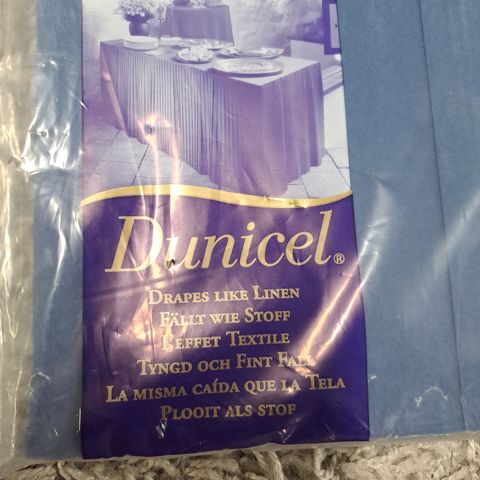 Dunicel®
DRAPES LIKE LINEN
FÄLLT WIE STOFF
L'EFFET TEXTILE
TYNGD OCH FINT FALL
LA MISMA CAÍDA QUE LA TELA
PLOOIT ALS STOF